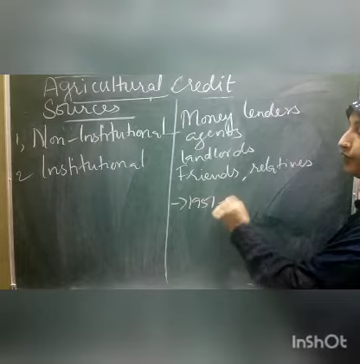 Agricultural Credit
Sources
1, Non-Institutional
2 Institutional
Money lenders
agents
landlords
Friends, relatives
→1951-
InShOt